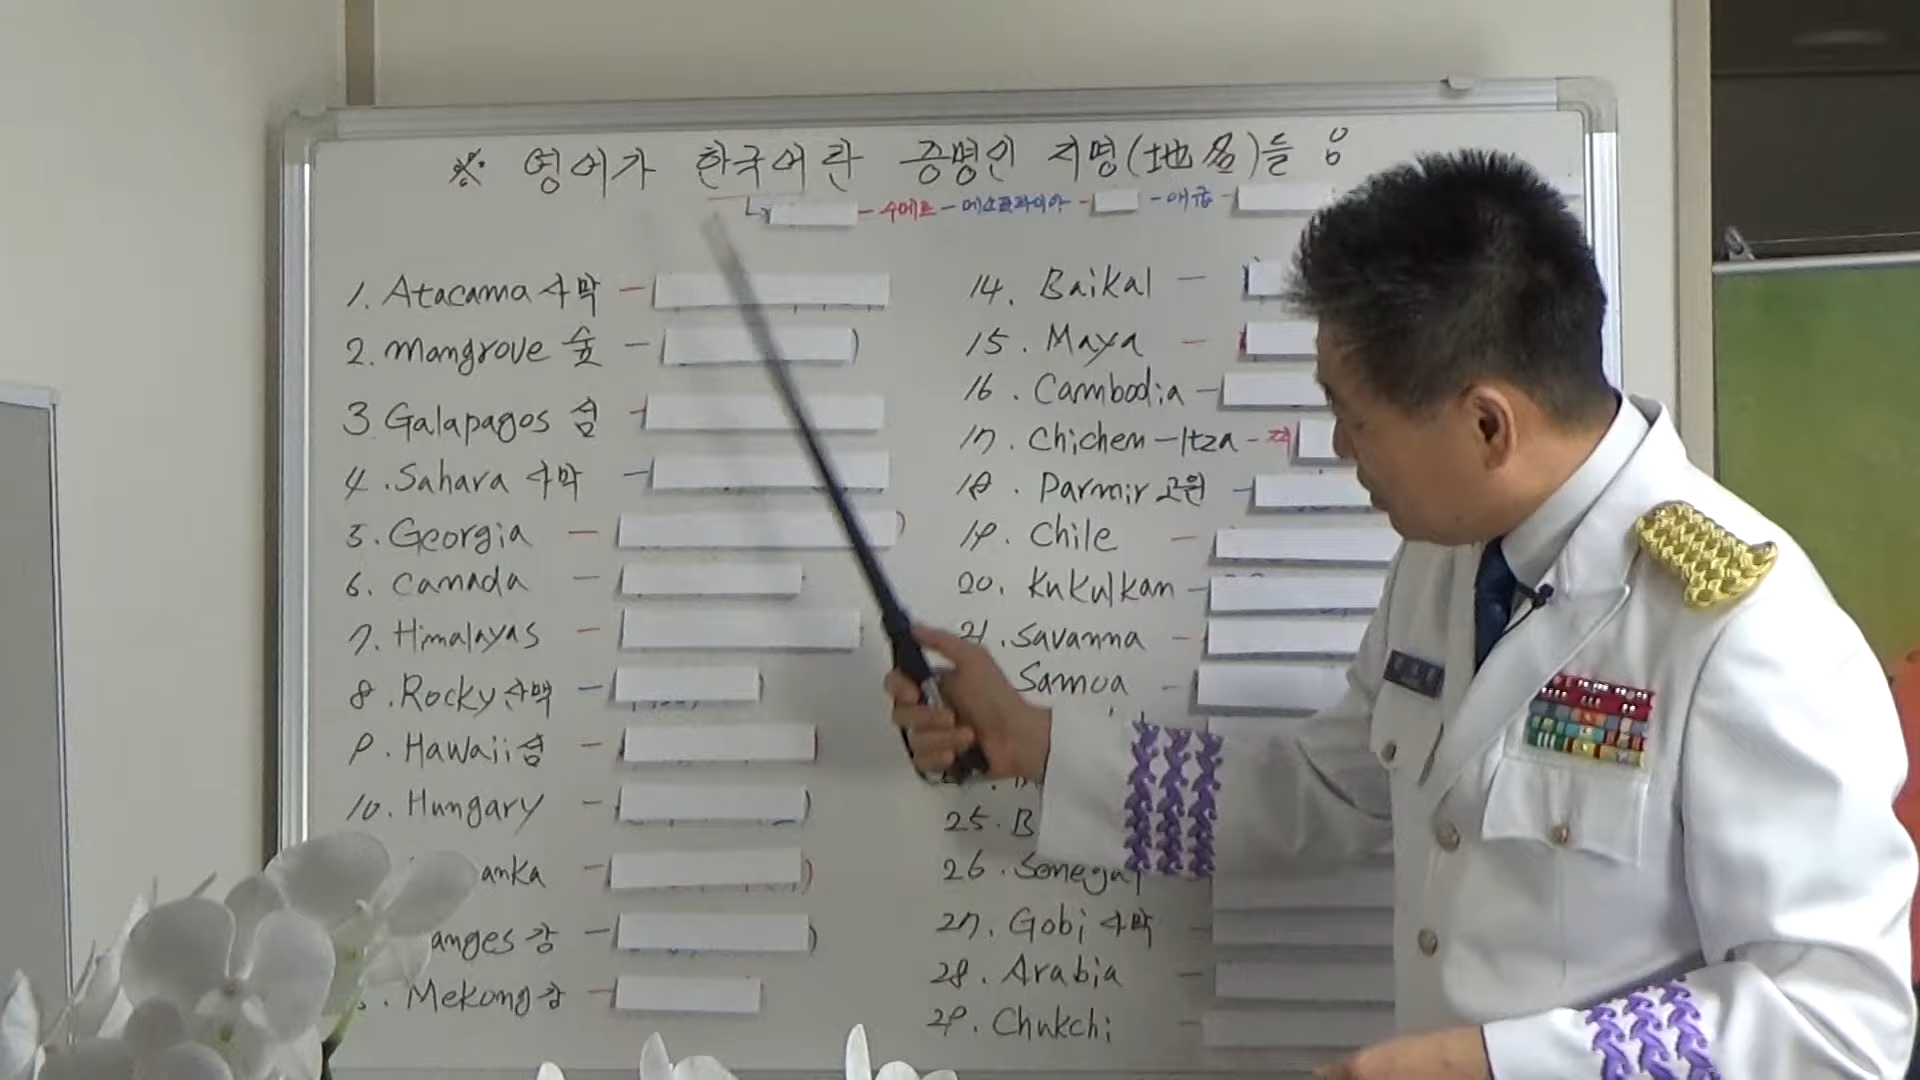 ※ 영어가 한국어란 증명인 지명(地名)들 8
- 수메르 - 메소포타미아 - - 애급 -
1. Atacama 사막 -
2. mangrove 숲 -
3 Galapagos 섬 -
4. Sahara 사막 -
5. Georgia -
6. canada -
7. Himalayas -
8. Rocky 산맥 -
9. Hawaii 섬 -
10. Hungary -
anka -
anges 강 -
. Mekong 강 -
14. Baikal -
15. Maya -
16. Cambodia -
17. Chichen-Itza -
18. Parmir 고원 -
19. Chile -
20. Kukulkan -
21. Savanna -
Samoa -
25. B
26. Senegal
27. Gobi 사막 -
28. Arabia -
29. Chukchi -